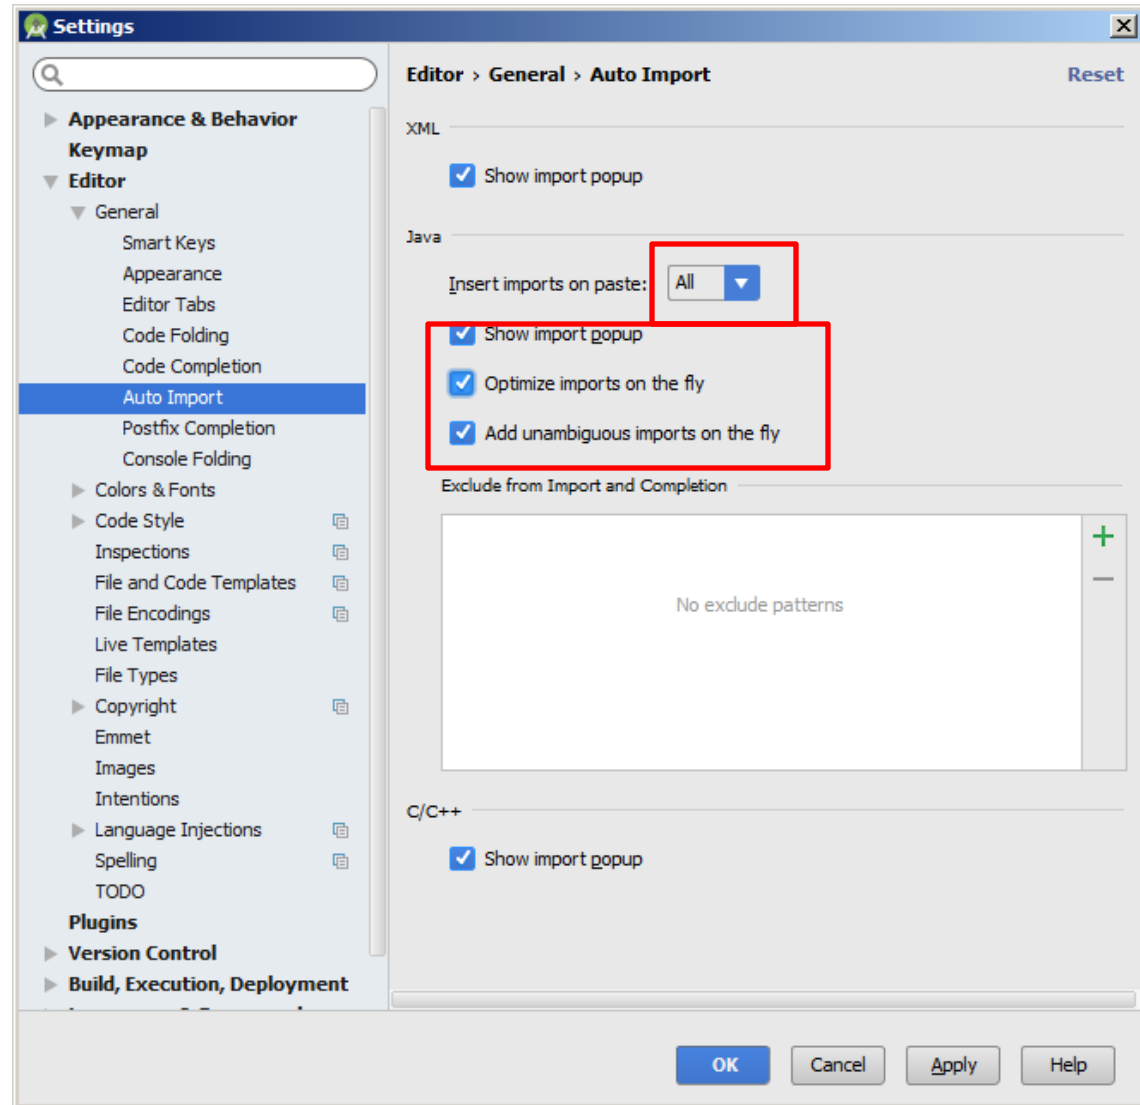 Settings
Editor › General › Auto Import
Reset
Appearance & Behavior
Keymap
Editor
General
Smart Keys
Appearance
Editor Tabs
Code Folding
Code Completion
Auto Import
Postfix Completion
Console Folding
Colors & Fonts
Code Style
Inspections
File and Code Templates
File Encodings
Live Templates
File Types
Copyright
Emmet
Images
Intentions
Language Injections
Spelling
TODO
Plugins
Version Control
Build, Execution, Deployment
XML
Show import popup
Java
Insert imports on paste: All
Show import popup
Optimize imports on the fly
Add unambiguous imports on the fly
Exclude from Import and Completion
No exclude patterns
C/C++
Show import popup
OK Cancel Apply Help